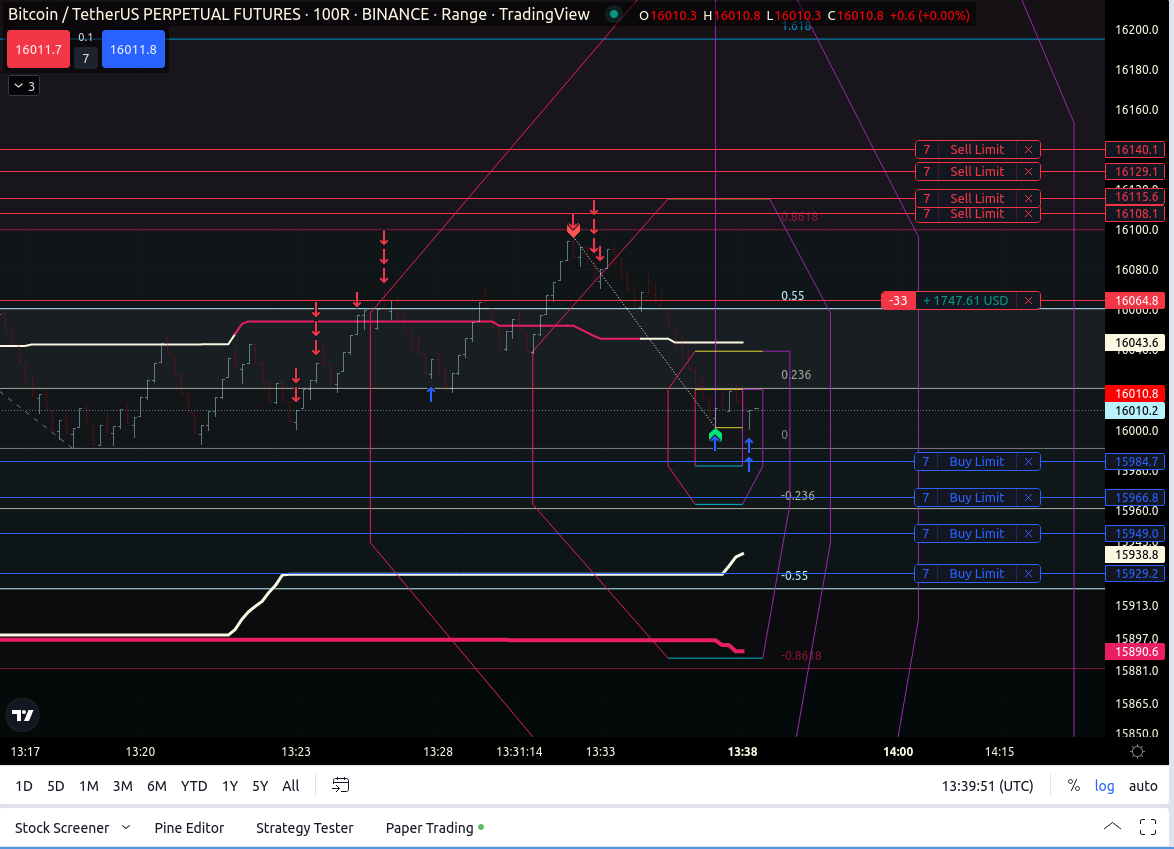 Bitcoin / TetherUS PERPETUAL FUTURES · 100R · BINANCE · Range · TradingView
O16010.3 H16010.8 L16010.3 C16010.8 +0.6 (+0.00%)
1.618
16200.0
16011.7 0.1 7 16011.8
16180.0
3
16160.0
7 Sell Limit × 16140.1
7 Sell Limit × 16129.1
7 Sell Limit × 16115.6
7 Sell Limit × 16108.1
0.8618
16100.0
16080.0
0.55
-33 +1747.61 USD × 16064.8
16060.0
16043.6
0.236
16010.8
16010.2
0
16000.0
7 Buy Limit × 15984.7
15980.0
-0.236
7 Buy Limit × 15966.8
15960.0
7 Buy Limit × 15949.0
15938.8
-0.55
7 Buy Limit × 15929.2
15913.0
15897.0
-0.8618
15890.6
15881.0
15865.0
15850.0
13:17 13:20 13:23 13:28 13:31:14 13:33 13:38 14:00 14:15
1D 5D 1M 3M 6M YTD 1Y 5Y All 13:39:51 (UTC) % log auto
Stock Screener Pine Editor Strategy Tester Paper Trading